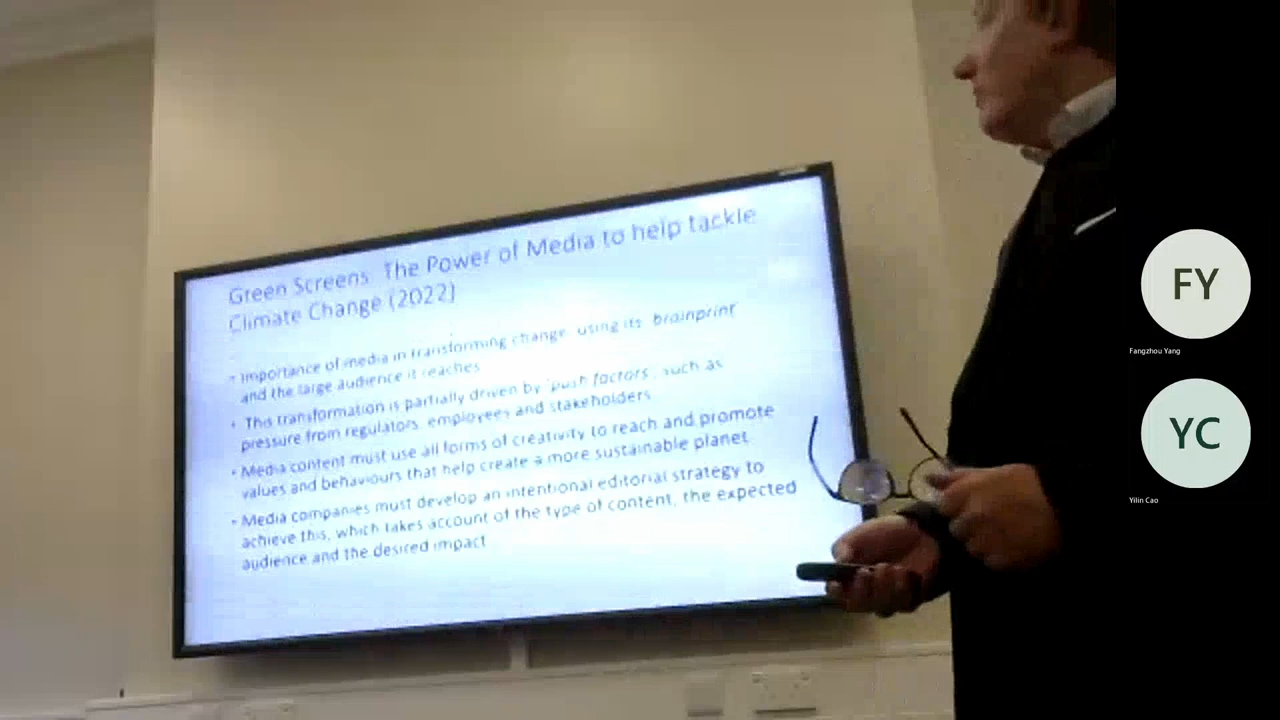 Green Screens: The Power of Media to help tackle
Climate Change (2022)
• Importance of media in transforming change, using its 'brainprint'
and the large audience it reaches
• This transformation is partially driven by 'push factors', such as
pressure from regulators, employees and stakeholders
• Media content must use all forms of creativity to reach and promote
values and behaviours that help create a more sustainable planet
• Media companies must develop an intentional editorial strategy to
achieve this, which takes account of the type of content, the expected
audience and the desired impact
FY
Fangzhou Yang
YC
Yilin Cao